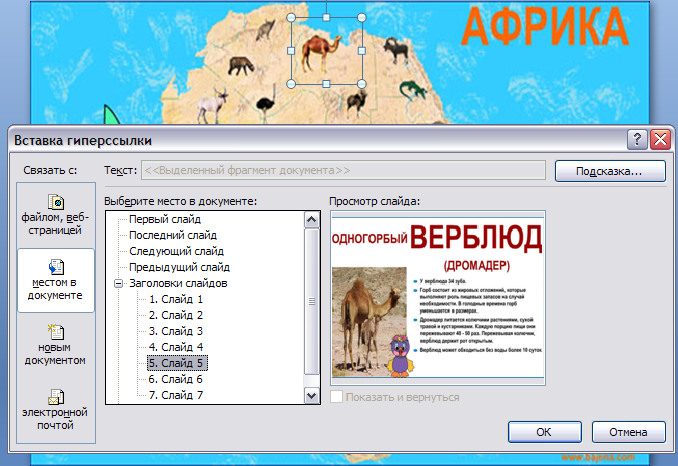 АФРИКА
Вставка гиперссылки
Связать с:
Текст: <<Выделенный фрагмент документа>>
Подсказка...
файлом, веб-
страницей
местом в
документе
новым
документом
электронной
почтой
Выберите место в документе:
Первый слайд
Последний слайд
Следующий слайд
Предыдущий слайд
Заголовки слайдов
1. Слайд 1
2. Слайд 2
3. Слайд 3
4. Слайд 4
5. Слайд 5
6. Слайд 6
7. Слайд 7
Просмотр слайда:
ОДНОГОРБЫЙ ВЕРБЛЮД
(ДРОМАДЕР)
У верблюда 34 зуба.
Горб состоит из жировых отложений, которые
выполняют роль пищевых запасов на случай
необходимости. В голодные времена горб
уменьшается в размерах.
Дромадер питается колючими растениями, сухой
травой и кустарниками. Каждую порцию пищи они
пережевывают 40 - 50 раз. Пережевывая колючки,
верблюд держит рот открытым.
Верблюд может обходиться без воды более 10 суток
Показать и вернуться
ОК
Отмена
www.bajena.com